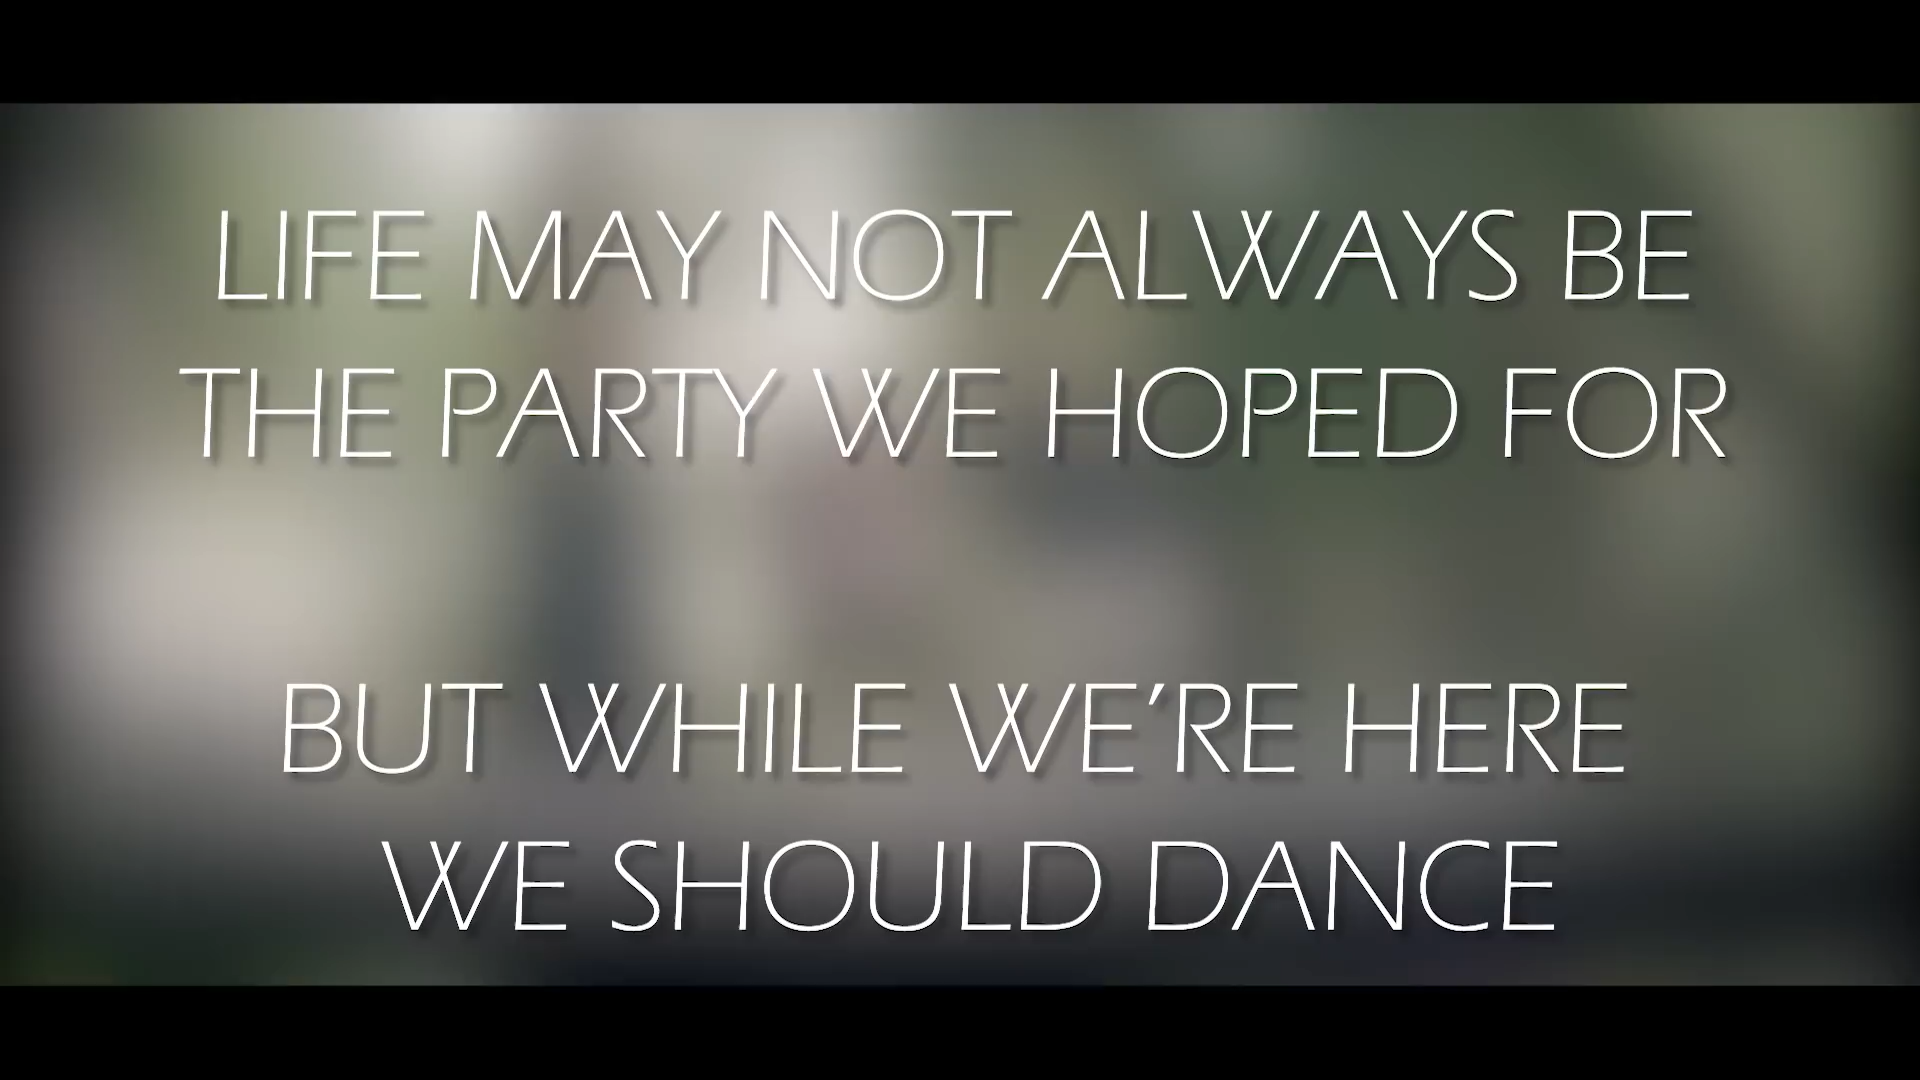 LIFE MAY NOT ALWAYS BE
THE PARTY WE HOPED FOR
BUT WHILE WE’RE HERE
WE SHOULD DANCE